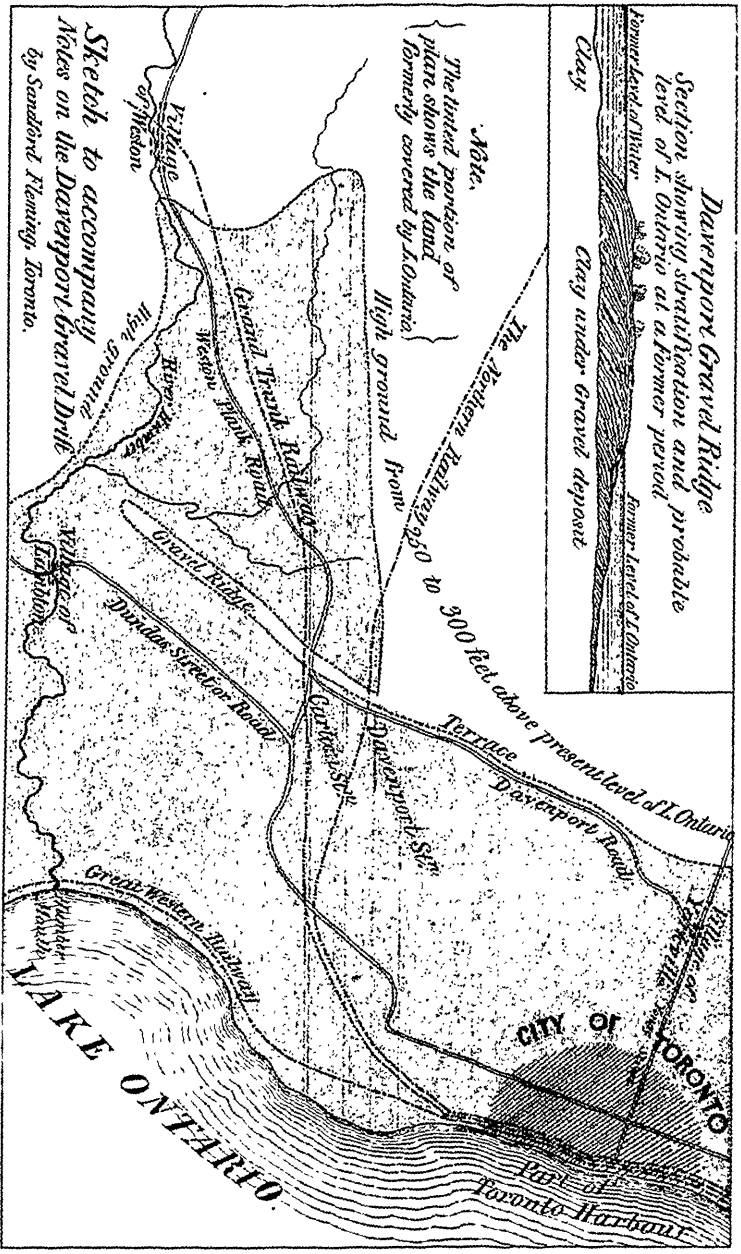 Davenport Gravel Ridge
Section showing stratification and probable
level of L. Ontario at a Former period
Former Level of Water
Former Level of L. Ontario
Clay
Clay under Gravel deposit
Note.
The tinted portion of
plan shows the land
formerly covered by L. Ontario.
Sketch to accompany
Notes on the Davenport Gravel Drift
by Sandford Fleming, Toronto.
Village
of Weston
High ground
River Humber
Grand Trunk Railway
Weston Plank Road
The Northern Railway
High ground from 250 to 300 feet above present level of L. Ontario
Gravel Ridge
Dundas Street or Road
Village of
Lambton
Terrace
Davenport Road
Davenport Stn
Carlton Stn
Village of
Yorkville
Great Western Railway
Humber
CITY OF TORONTO
LAKE ONTARIO.
Part of
Toronto Harbour